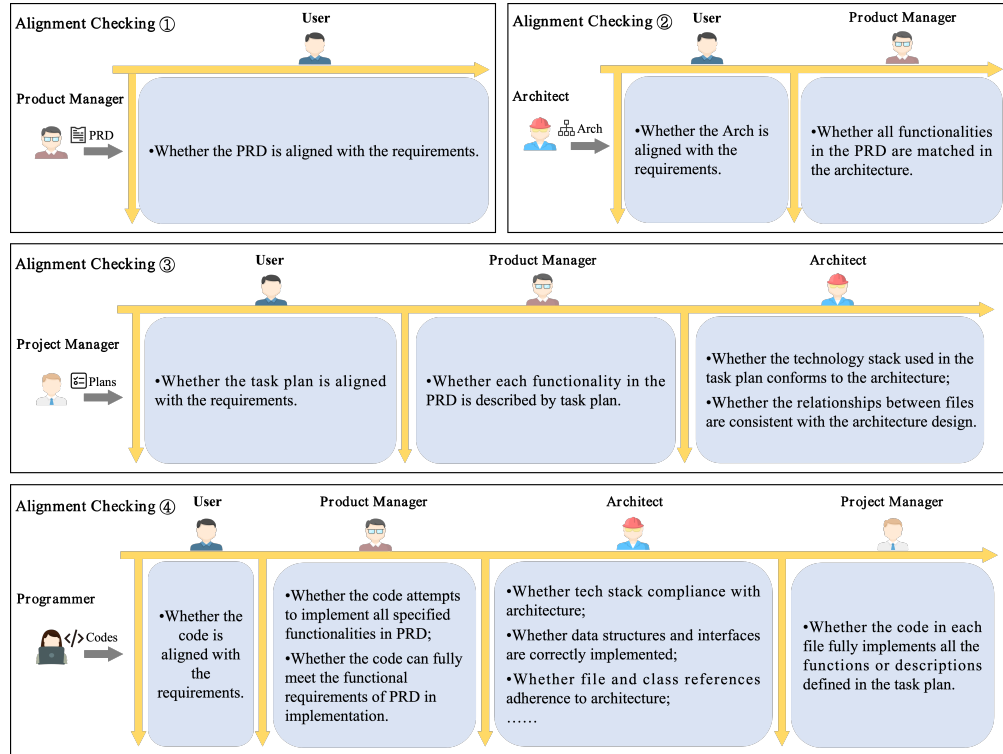 Alignment Checking ①
User
Product Manager
PRD
•Whether the PRD is aligned with the requirements.
Alignment Checking ②
User
Product Manager
Architect
Arch
•Whether the Arch is
aligned with the
requirements.
•Whether all functionalities
in the PRD are matched in
the architecture.
Alignment Checking ③
User
Product Manager
Architect
Project Manager
Plans
•Whether the task plan is aligned
with the requirements.
•Whether each functionality in the
PRD is described by task plan.
•Whether the technology stack used in the
task plan conforms to the architecture;
•Whether the relationships between files
are consistent with the architecture design.
Alignment Checking ④
User
Product Manager
Architect
Project Manager
Programmer
</> Codes
•Whether the
code is
aligned with
the
requirements.
•Whether the code attempts
to implement all specified
functionalities in PRD;
•Whether the code can fully
meet the functional
requirements of PRD in
implementation.
•Whether tech stack compliance with
architecture;
•Whether data structures and interfaces
are correctly implemented;
•Whether file and class references
adherence to architecture;
……
•Whether the code in each
file fully implements all the
functions or descriptions
defined in the task plan.